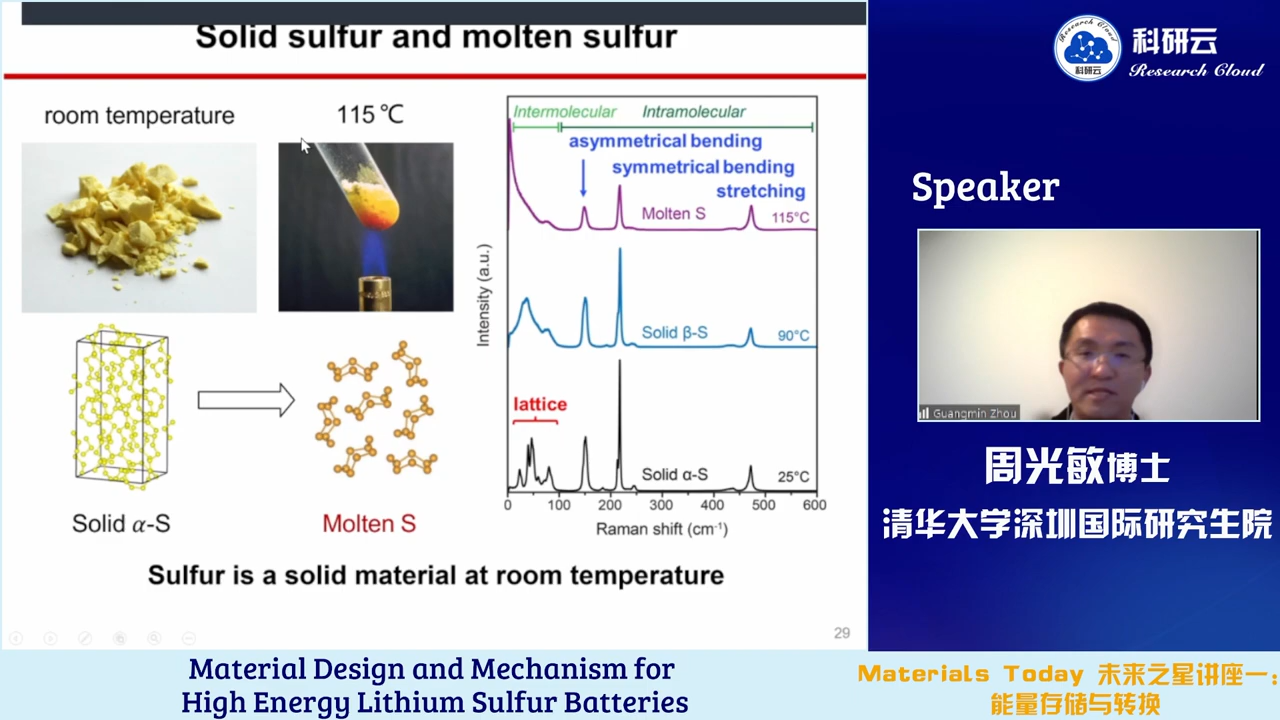 Solid sulfur and molten sulfur
room temperature
115 ℃
Solid α-S
Molten S
Intermolecular
Intramolecular
asymmetrical bending
symmetrical bending
stretching
Molten S
115°C
Solid β-S
90°C
lattice
Solid α-S
25°C
Intensity (a.u.)
0 100 200 300 400 500 600
Raman shift (cm⁻¹)
Sulfur is a solid material at room temperature
29
Research Cloud
科研云
科研云
Research Cloud
Speaker
Guangmin Zhou
周光敏博士
清华大学深圳国际研究生院
Material Design and Mechanism for
High Energy Lithium Sulfur Batteries
Materials Today 未来之星讲座一：
能量存储与转换